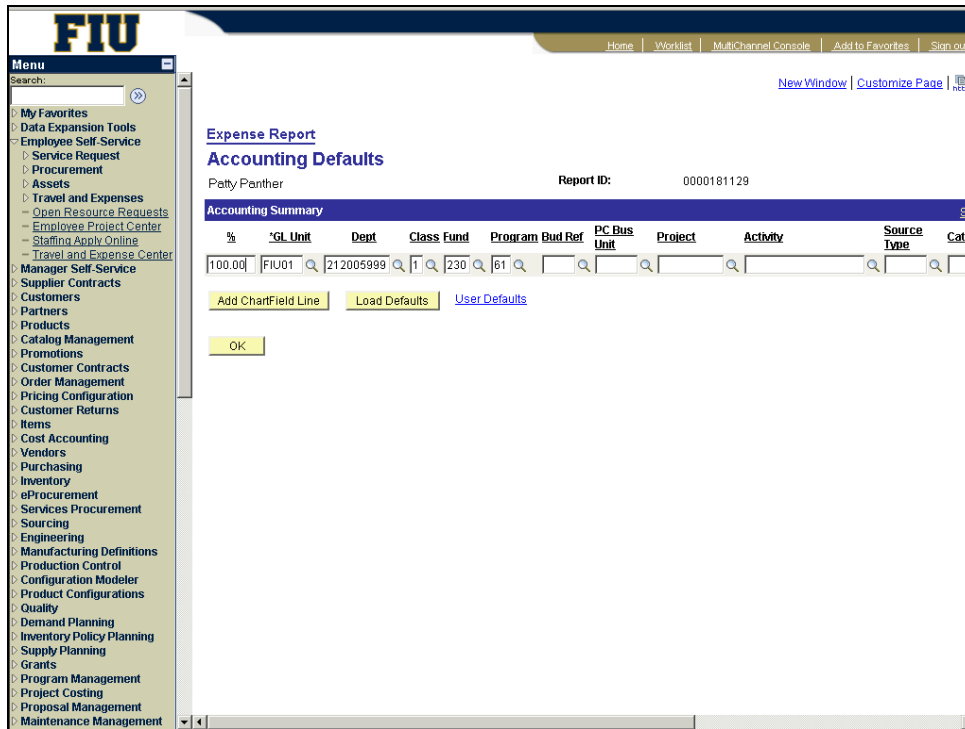 FIU
Home | Worklist | MultiChannel Console | Add to Favorites | Sign ou
Menu
Search:
New Window | Customize Page |
My Favorites
Data Expansion Tools
Employee Self-Service
Service Request
Procurement
Assets
Travel and Expenses
Open Resource Requests
Employee Project Center
Staffing Apply Online
Travel and Expense Center
Manager Self-Service
Supplier Contracts
Customers
Partners
Products
Catalog Management
Promotions
Customer Contracts
Order Management
Pricing Configuration
Customer Returns
Items
Cost Accounting
Vendors
Purchasing
Inventory
eProcurement
Services Procurement
Sourcing
Engineering
Manufacturing Definitions
Production Control
Configuration Modeler
Product Configurations
Quality
Demand Planning
Inventory Policy Planning
Supply Planning
Grants
Program Management
Project Costing
Proposal Management
Maintenance Management
Expense Report
Accounting Defaults
Patty Panther Report ID: 0000181129
Accounting Summary
% *GL Unit Dept Class Fund Program Bud Ref PC Bus Unit Project Activity Source Type Cat
100.00 FIU01 212005999 1 230 61
Add ChartField Line Load Defaults User Defaults
OK